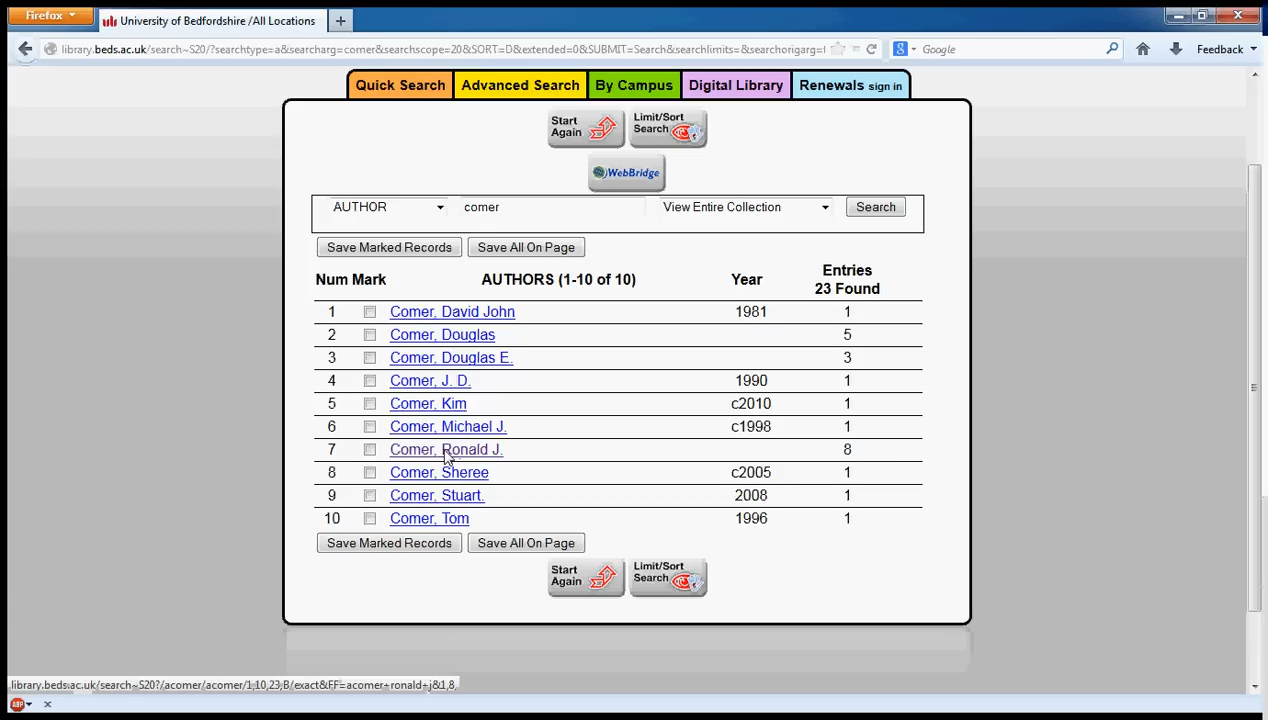 Firefox
University of Bedfordshire /All Locations
library.beds.ac.uk/search~S20/?searchtype=a&searcharg=comer&searchscope=20&SORT=D&extended=0&SUBMIT=Search&searchlimits=&searchorigarg=
Google
Feedback
Quick Search
Advanced Search
By Campus
Digital Library
Renewals sign in
Start Again
Limit/Sort Search
WebBridge
AUTHOR
comer
View Entire Collection
Search
Save Marked Records
Save All On Page
Num Mark AUTHORS (1-10 of 10) Year Entries 23 Found
1 Comer, David John 1981 1
2 Comer, Douglas 5
3 Comer, Douglas E. 3
4 Comer, J. D. 1990 1
5 Comer, Kim c2010 1
6 Comer, Michael J. c1998 1
7 Comer, Ronald J. 8
8 Comer, Sheree c2005 1
9 Comer, Stuart. 2008 1
10 Comer, Tom 1996 1
Save Marked Records
Save All On Page
Start Again
Limit/Sort Search
library.beds.ac.uk/search~S20?/acomer/acomer/1,10,23,B/exact&FF=acomer+ronald+j&1,8,
ABP